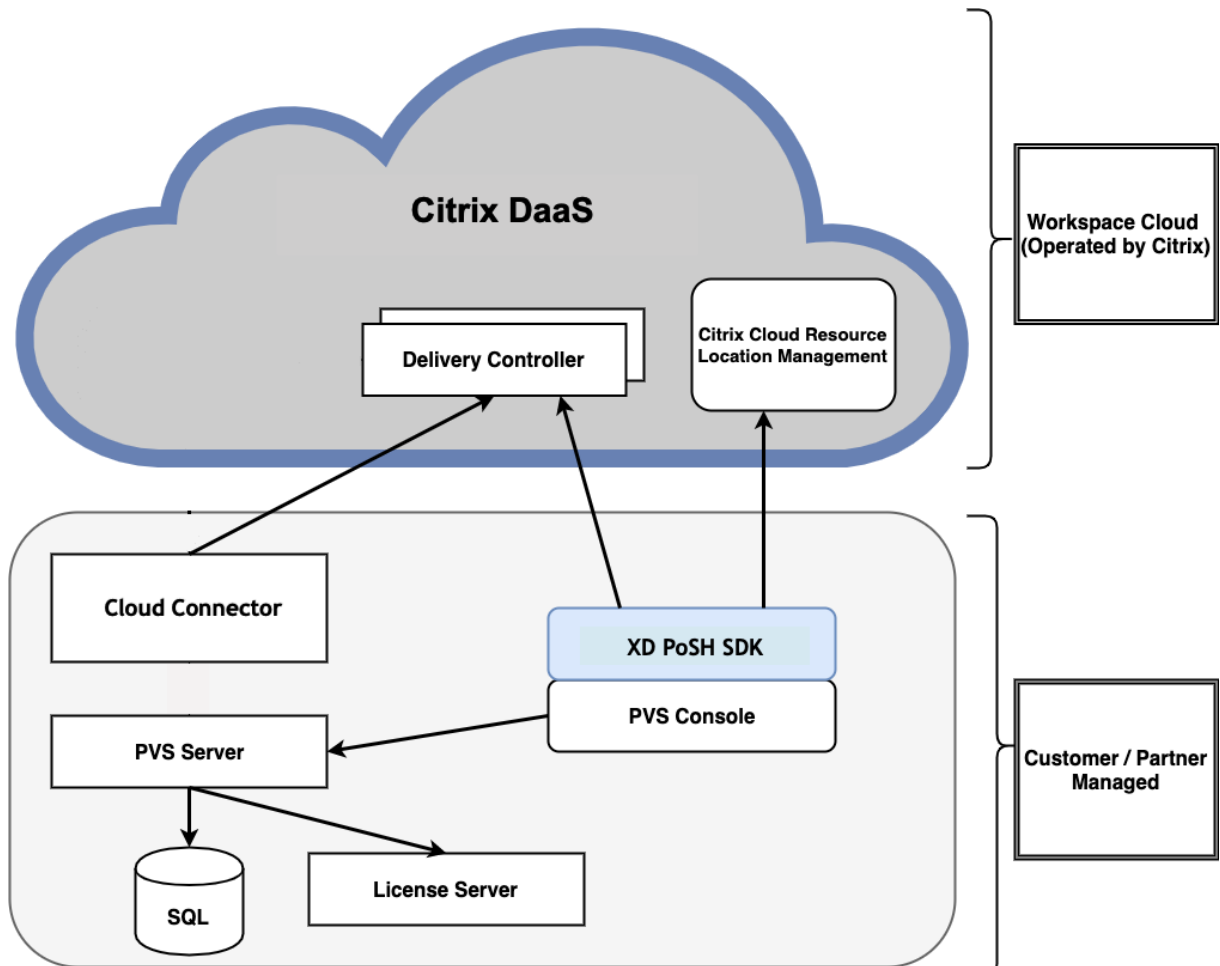 Citrix DaaS
Workspace Cloud
(Operated by Citrix)
Citrix Cloud Resource
Location Management
Delivery Controller
Cloud Connector
XD PoSH SDK
PVS Console
PVS Server
Customer / Partner
Managed
License Server
SQL